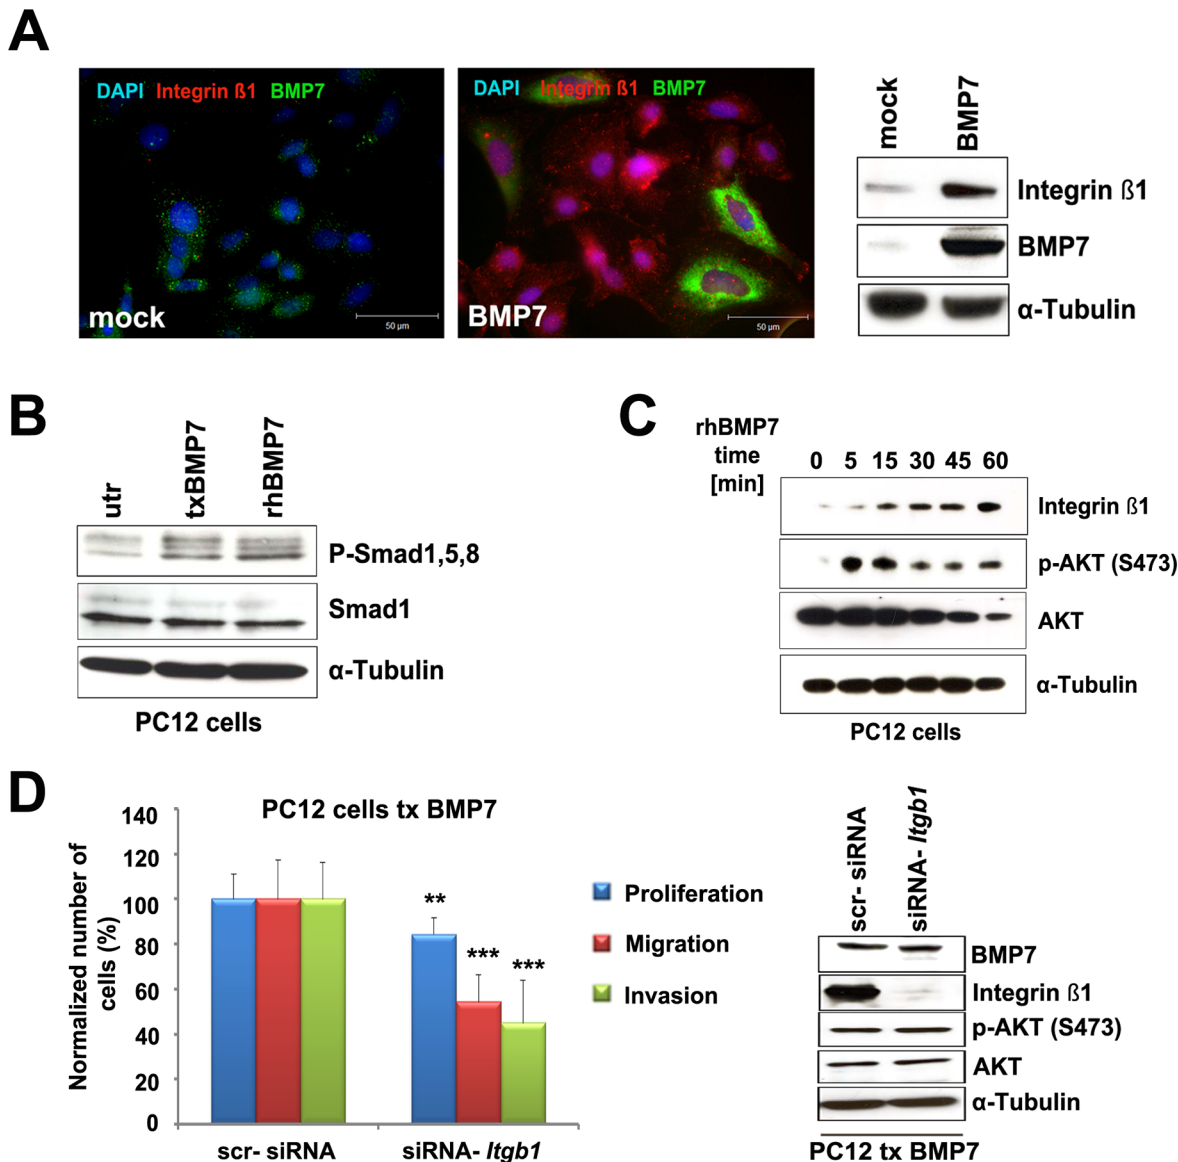 A
DAPI Integrin ß1 BMP7
mock
50 µm
DAPI Integrin ß1 BMP7
BMP7
50 µm
mock
BMP7
Integrin ß1
BMP7
α-Tubulin
B
utr
txBMP7
rhBMP7
P-Smad1,5,8
Smad1
α-Tubulin
PC12 cells
C
rhBMP7
time
[min]
0 5 15 30 45 60
Integrin ß1
p-AKT (S473)
AKT
α-Tubulin
PC12 cells
D
PC12 cells tx BMP7
Normalized number of
cells (%)
140
120
100
80
60
40
20
0
**
***
***
scr- siRNA
siRNA- Itgb1
Proliferation
Migration
Invasion
scr- siRNA
siRNA- Itgb1
BMP7
Integrin ß1
p-AKT (S473)
AKT
α-Tubulin
PC12 tx BMP7